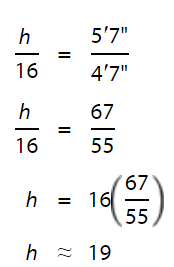 h/16 = 5'7"/4'7"
h/16 = 67/55
h = 16(67/55)
h ≈ 19